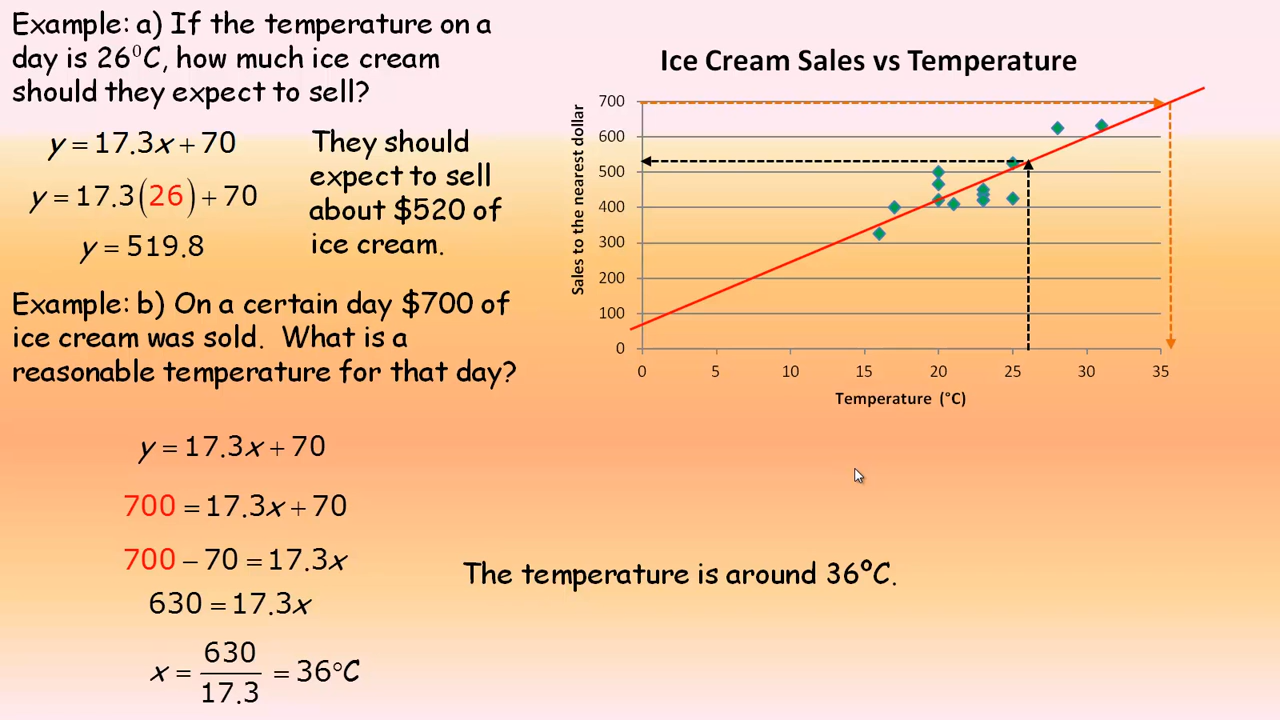 Example: a) If the temperature on a
day is 26⁰C, how much ice cream
should they expect to sell?
y = 17.3x + 70
y = 17.3(26) + 70
y = 519.8
They should
expect to sell
about $520 of
ice cream.
Example: b) On a certain day $700 of
ice cream was sold. What is a
reasonable temperature for that day?
y = 17.3x + 70
700 = 17.3x + 70
700 − 70 = 17.3x
630 = 17.3x
x = 630/17.3 = 36°C
The temperature is around 36ºC.
Ice Cream Sales vs Temperature
Sales to the nearest dollar
700
600
500
400
300
200
100
0
0 5 10 15 20 25 30 35
Temperature (°C)